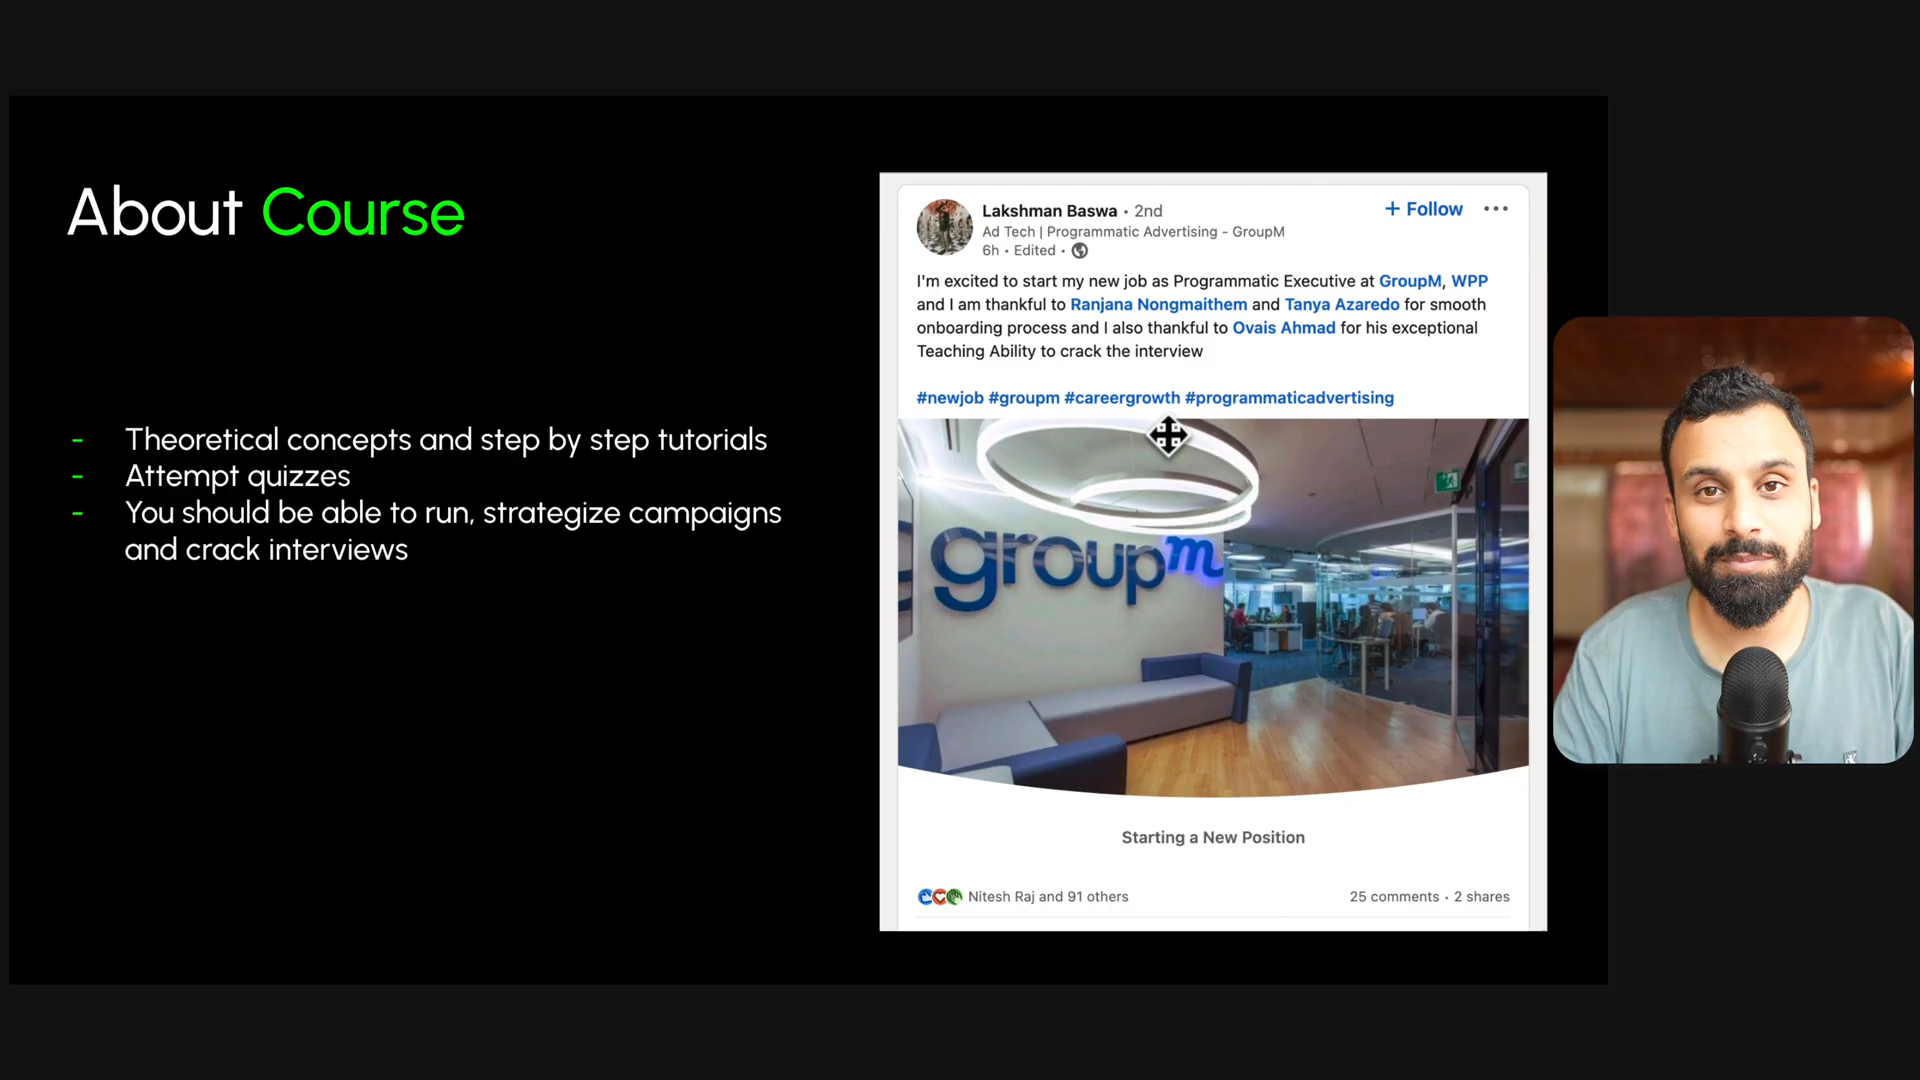 About Course
- Theoretical concepts and step by step tutorials
- Attempt quizzes
- You should be able to run, strategize campaigns
and crack interviews
Lakshman Baswa • 2nd
+ Follow •••
Ad Tech | Programmatic Advertising - GroupM
6h • Edited •
I'm excited to start my new job as Programmatic Executive at GroupM, WPP
and I am thankful to Ranjana Nongmaithem and Tanya Azaredo for smooth
onboarding process and I also thankful to Ovais Ahmad for his exceptional
Teaching Ability to crack the interview
#newjob #groupm #careergrowth #programmaticadvertising
groupm
Starting a New Position
Nitesh Raj and 91 others
25 comments • 2 shares